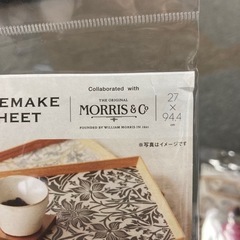 Collaborated with
THE ORIGINAL
MORRIS & Co
FOUNDED BY WILLIAM MORRIS IN 1861
27
×
94.4
cm
EMAKE
HEET
※写真はイメージです